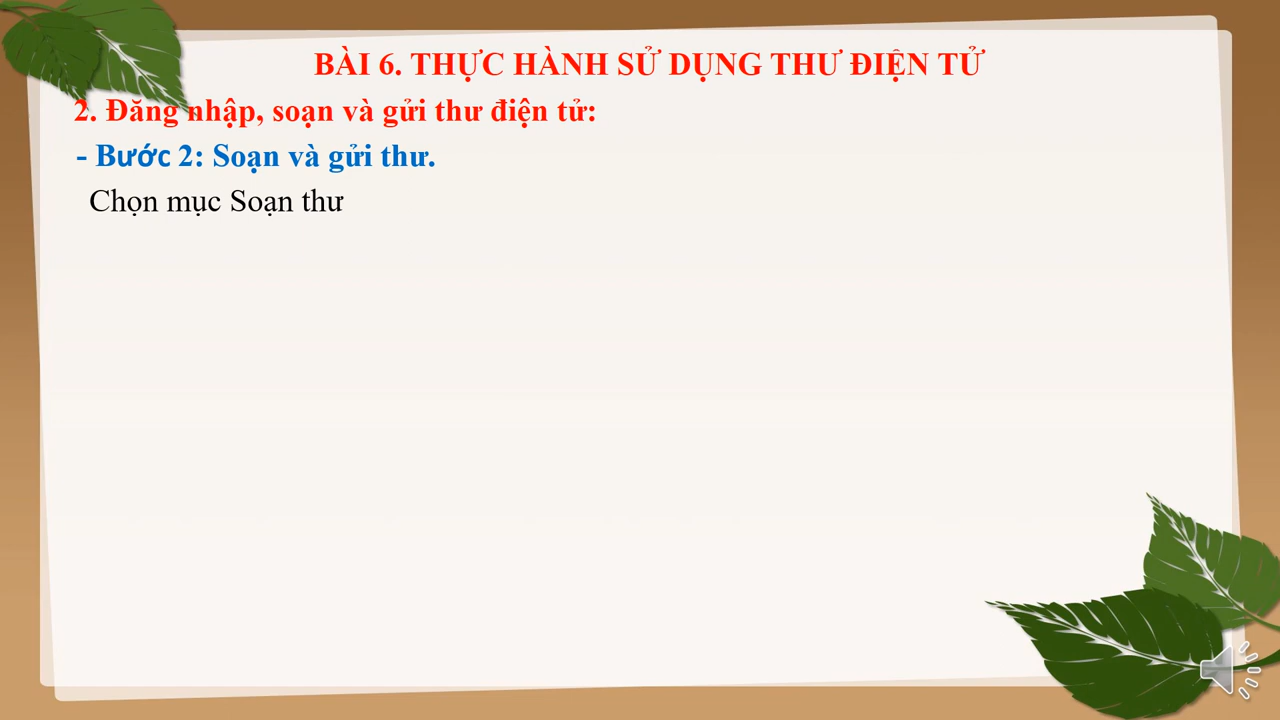 BÀI 6. THỰC HÀNH SỬ DỤNG THƯ ĐIỆN TỬ
2. Đăng nhập, soạn và gửi thư điện tử:
- Bước 2: Soạn và gửi thư.
Chọn mục Soạn thư